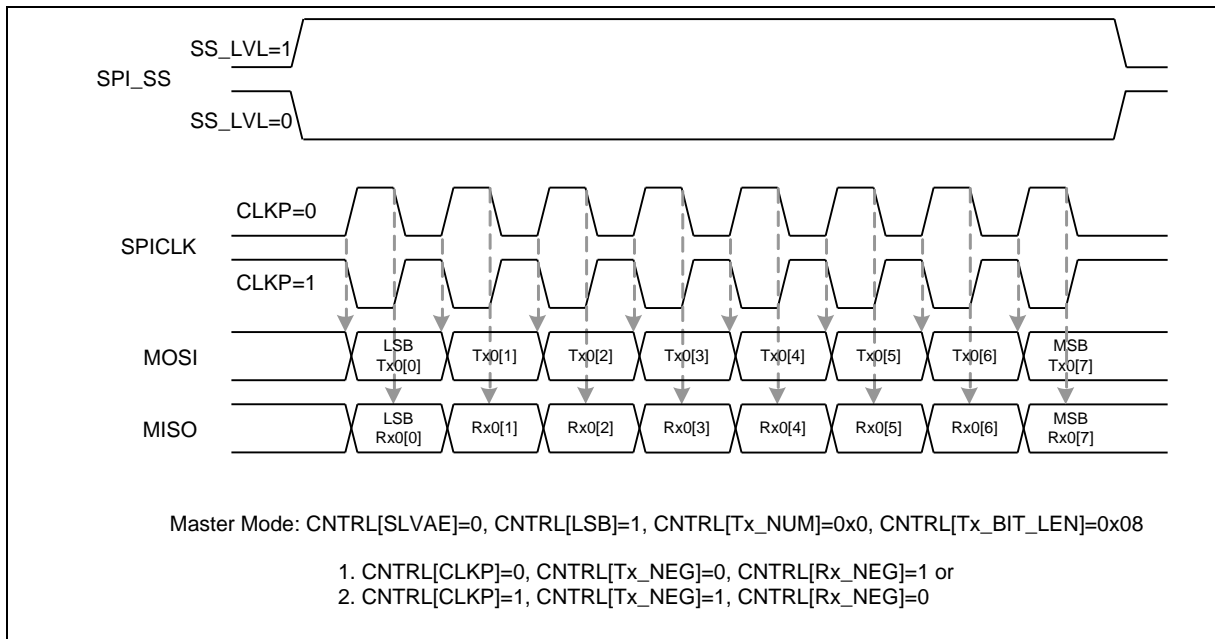 SS_LVL=1
SPI_SS
SS_LVL=0
CLKP=0
SPICLK
CLKP=1
MOSI
LSB
Tx0[0]
Tx0[1]
Tx0[2]
Tx0[3]
Tx0[4]
Tx0[5]
Tx0[6]
MSB
Tx0[7]
MISO
LSB
Rx0[0]
Rx0[1]
Rx0[2]
Rx0[3]
Rx0[4]
Rx0[5]
Rx0[6]
MSB
Rx0[7]
Master Mode: CNTRL[SLVAE]=0, CNTRL[LSB]=1, CNTRL[Tx_NUM]=0x0, CNTRL[Tx_BIT_LEN]=0x08
1. CNTRL[CLKP]=0, CNTRL[Tx_NEG]=0, CNTRL[Rx_NEG]=1 or
2. CNTRL[CLKP]=1, CNTRL[Tx_NEG]=1, CNTRL[Rx_NEG]=0